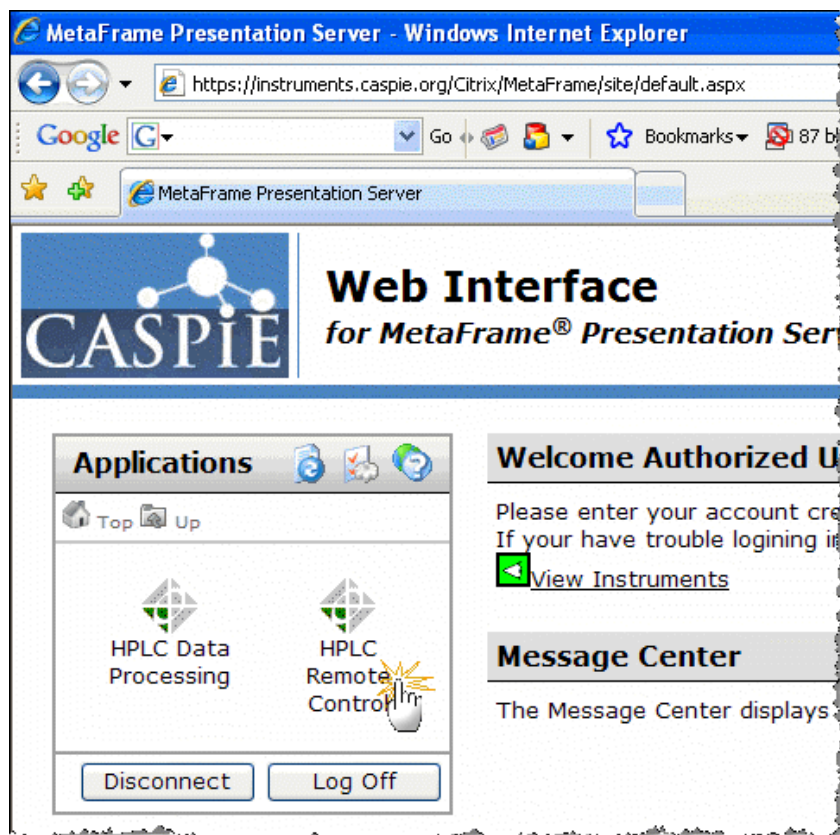 MetaFrame Presentation Server - Windows Internet Explorer
https://instruments.caspie.org/Citrix/MetaFrame/site/default.aspx
Google G Go Bookmarks 87
MetaFrame Presentation Server
CASPiE
Web Interface
for MetaFrame® Presentation
Applications
Top Up
HPLC Data
Processing
HPLC
Remote
Control
Disconnect Log Off
Welcome Authorized
Please enter your account
If your have trouble logining
View Instruments
Message Center
The Message Center displays